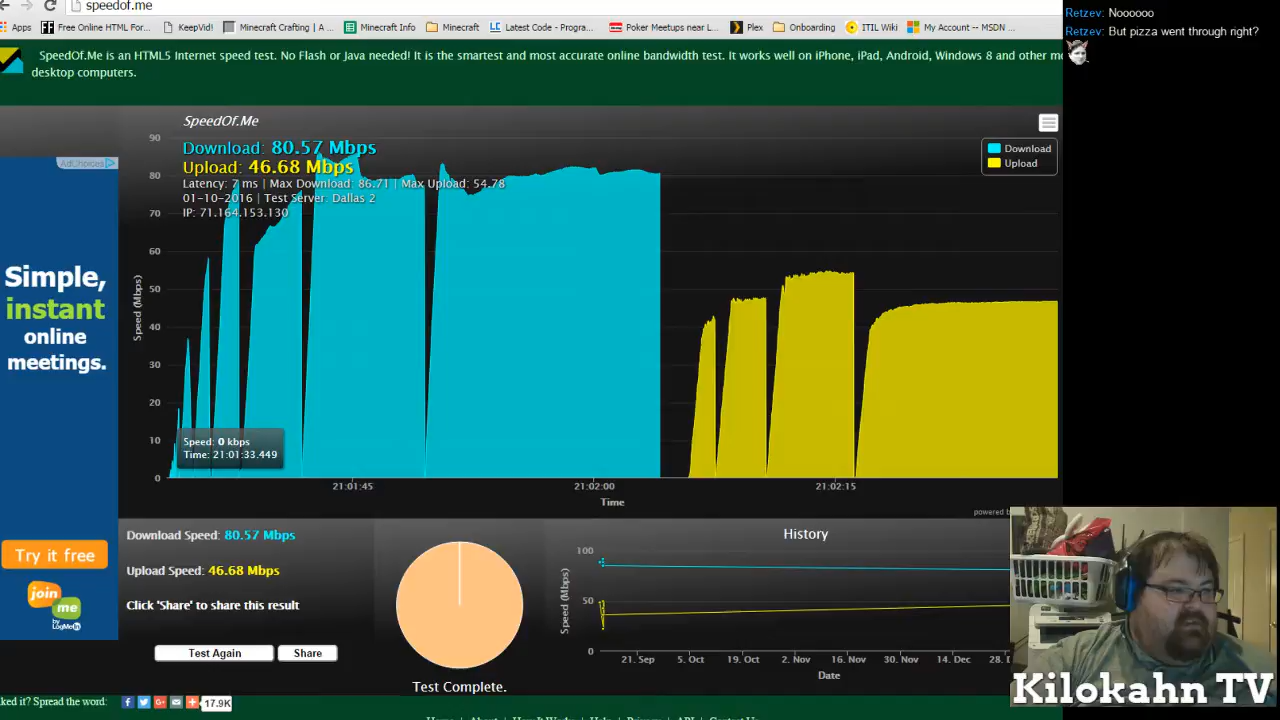 speedof.me
Apps
Free Online HTML For...
KeepVid!
Minecraft Crafting | A ...
Minecraft Info
Minecraft
Latest Code - Progra...
Poker Meetups near L...
Plex
Onboarding
ITIL Wiki
My Account -- MSDN ...
Retzev: Noooooo
Retzev: But pizza went through right?
SpeedOf.Me is an HTML5 Internet speed test. No Flash or Java needed! It is the smartest and most accurate online bandwidth test. It works well on iPhone, iPad, Android, Windows 8 and other mo
desktop computers.
AdChoices
Simple,
instant
online
meetings.
Try it free
join
me
by LogMeIn
SpeedOf.Me
Download: 80.57 Mbps
Upload: 46.68 Mbps
Latency: 7 ms | Max Download: 86.71 | Max Upload: 54.78
01-10-2016 | Test Server: Dallas 2
IP: 71.164.153.130
Download
Upload
90
80
70
60
50
40
30
20
10
0
Speed (Mbps)
Speed: 0 kbps
Time: 21:01:33.449
21:01:45
21:02:00
21:02:15
Time
powered by
Download Speed: 80.57 Mbps
Upload Speed: 46.68 Mbps
Click 'Share' to share this result
Test Again
Share
Test Complete.
History
100
50
0
Speed (Mbps)
21. Sep
5. Oct
19. Oct
2. Nov
16. Nov
30. Nov
14. Dec
28. D
Date
Kilokahn TV
ked it? Spread the word:
17.9K